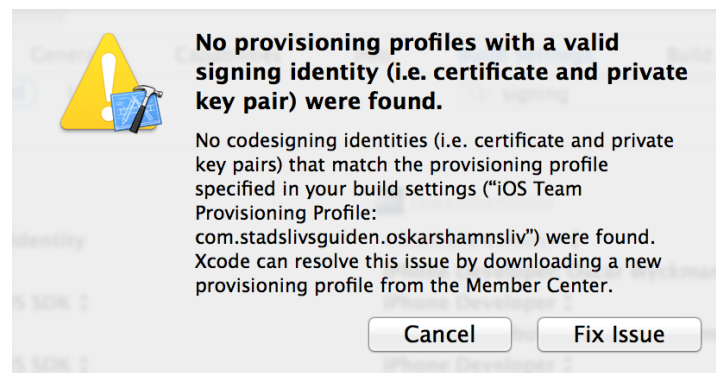 No provisioning profiles with a valid
signing identity (i.e. certificate and private
key pair) were found.
No codesigning identities (i.e. certificate and private
key pairs) that match the provisioning profile
specified in your build settings (“iOS Team
Provisioning Profile:
com.stadslivsguiden.oskarshamnsliv”) were found.
Xcode can resolve this issue by downloading a new
provisioning profile from the Member Center.
Cancel
Fix Issue